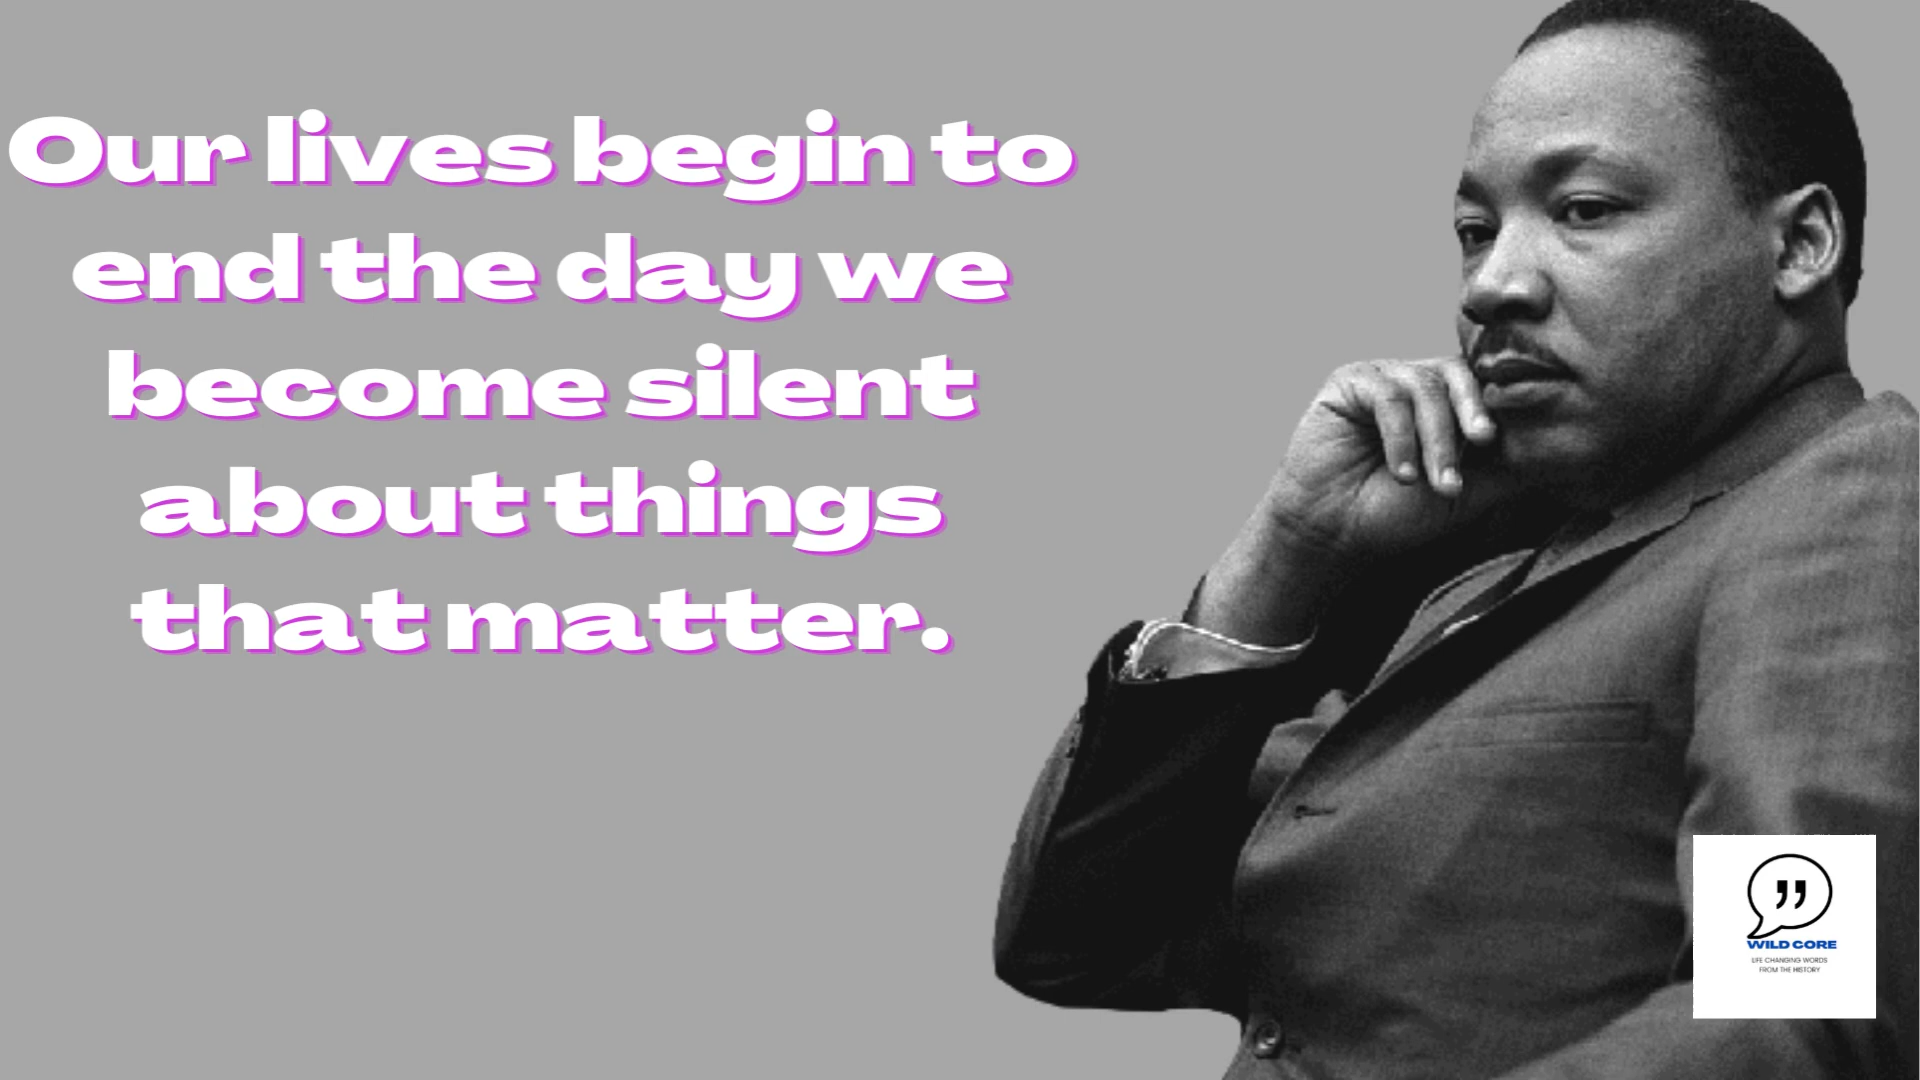 Our lives begin to
end the day we
become silent
about things
that matter.
”
WILD CORE
LIFE CHANGING WORDS
FROM THE HISTORY